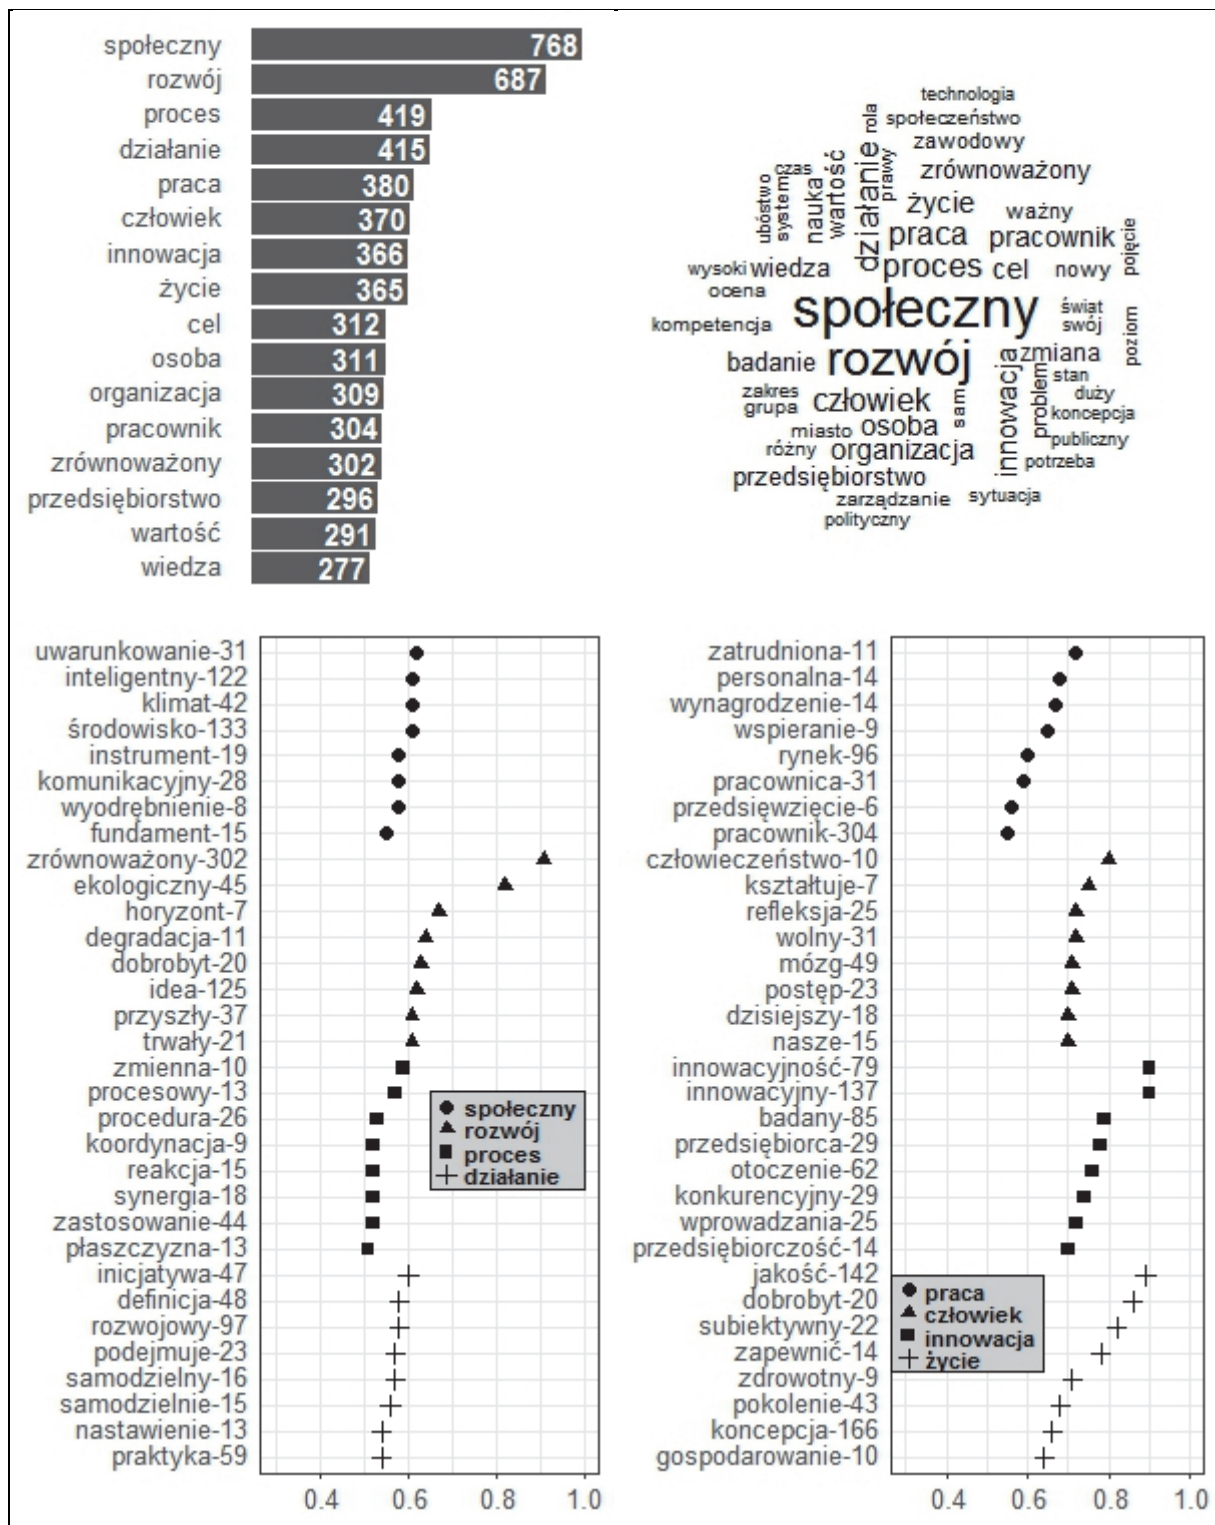 społeczny 768
rozwój 687
proces 419
działanie 415
praca 380
człowiek 370
innowacja 366
życie 365
cel 312
osoba 311
organizacja 309
pracownik 304
zrównoważony 302
przedsiębiorstwo 296
wartość 291
wiedza 277
technologia
rola społeczeństwo
zawodowy
czas zrównoważony
ubóstwo system nauka wartość działanie prawy
życie ważny
praca pracownik pojęcie
wysoki wiedza proces cel nowy
ocena
społeczny świat
kompetencja swój poziom
badanie rozwój innowacja zmiana
zakres człowiek sam problem stan
grupa duży
miasto osoba koncepcja
różny organizacja publiczny
przedsiębiorstwo potrzeba
zarządzanie sytuacja
polityczny
uwarunkowanie-31
inteligentny-122
klimat-42
środowisko-133
instrument-19
komunikacyjny-28
wyodrębnienie-8
fundament-15
zrównoważony-302
ekologiczny-45
horyzont-7
degradacja-11
dobrobyt-20
idea-125
przyszły-37
trwały-21
zmienna-10
procesowy-13
procedura-26
koordynacja-9
reakcja-15
synergia-18
zastosowanie-44
płaszczyzna-13
inicjatywa-47
definicja-48
rozwojowy-97
podejmuje-23
samodzielny-16
samodzielnie-15
nastawienie-13
praktyka-59
społeczny
rozwój
proces
działanie
0.4 0.6 0.8 1.0
zatrudniona-11
personalna-14
wynagrodzenie-14
wspieranie-9
rynek-96
pracownica-31
przedsięwzięcie-6
pracownik-304
człowieczeństwo-10
kształtuje-7
refleksja-25
wolny-31
mózg-49
postęp-23
dzisiejszy-18
nasze-15
innowacyjność-79
innowacyjny-137
badany-85
przedsiębiorca-29
otoczenie-62
konkurencyjny-29
wprowadzania-25
przedsiębiorczość-14
jakość-142
dobrobyt-20
subiektywny-22
zapewnić-14
zdrowotny-9
pokolenie-43
koncepcja-166
gospodarowanie-10
praca
człowiek
innowacja
życie
0.4 0.6 0.8 1.0